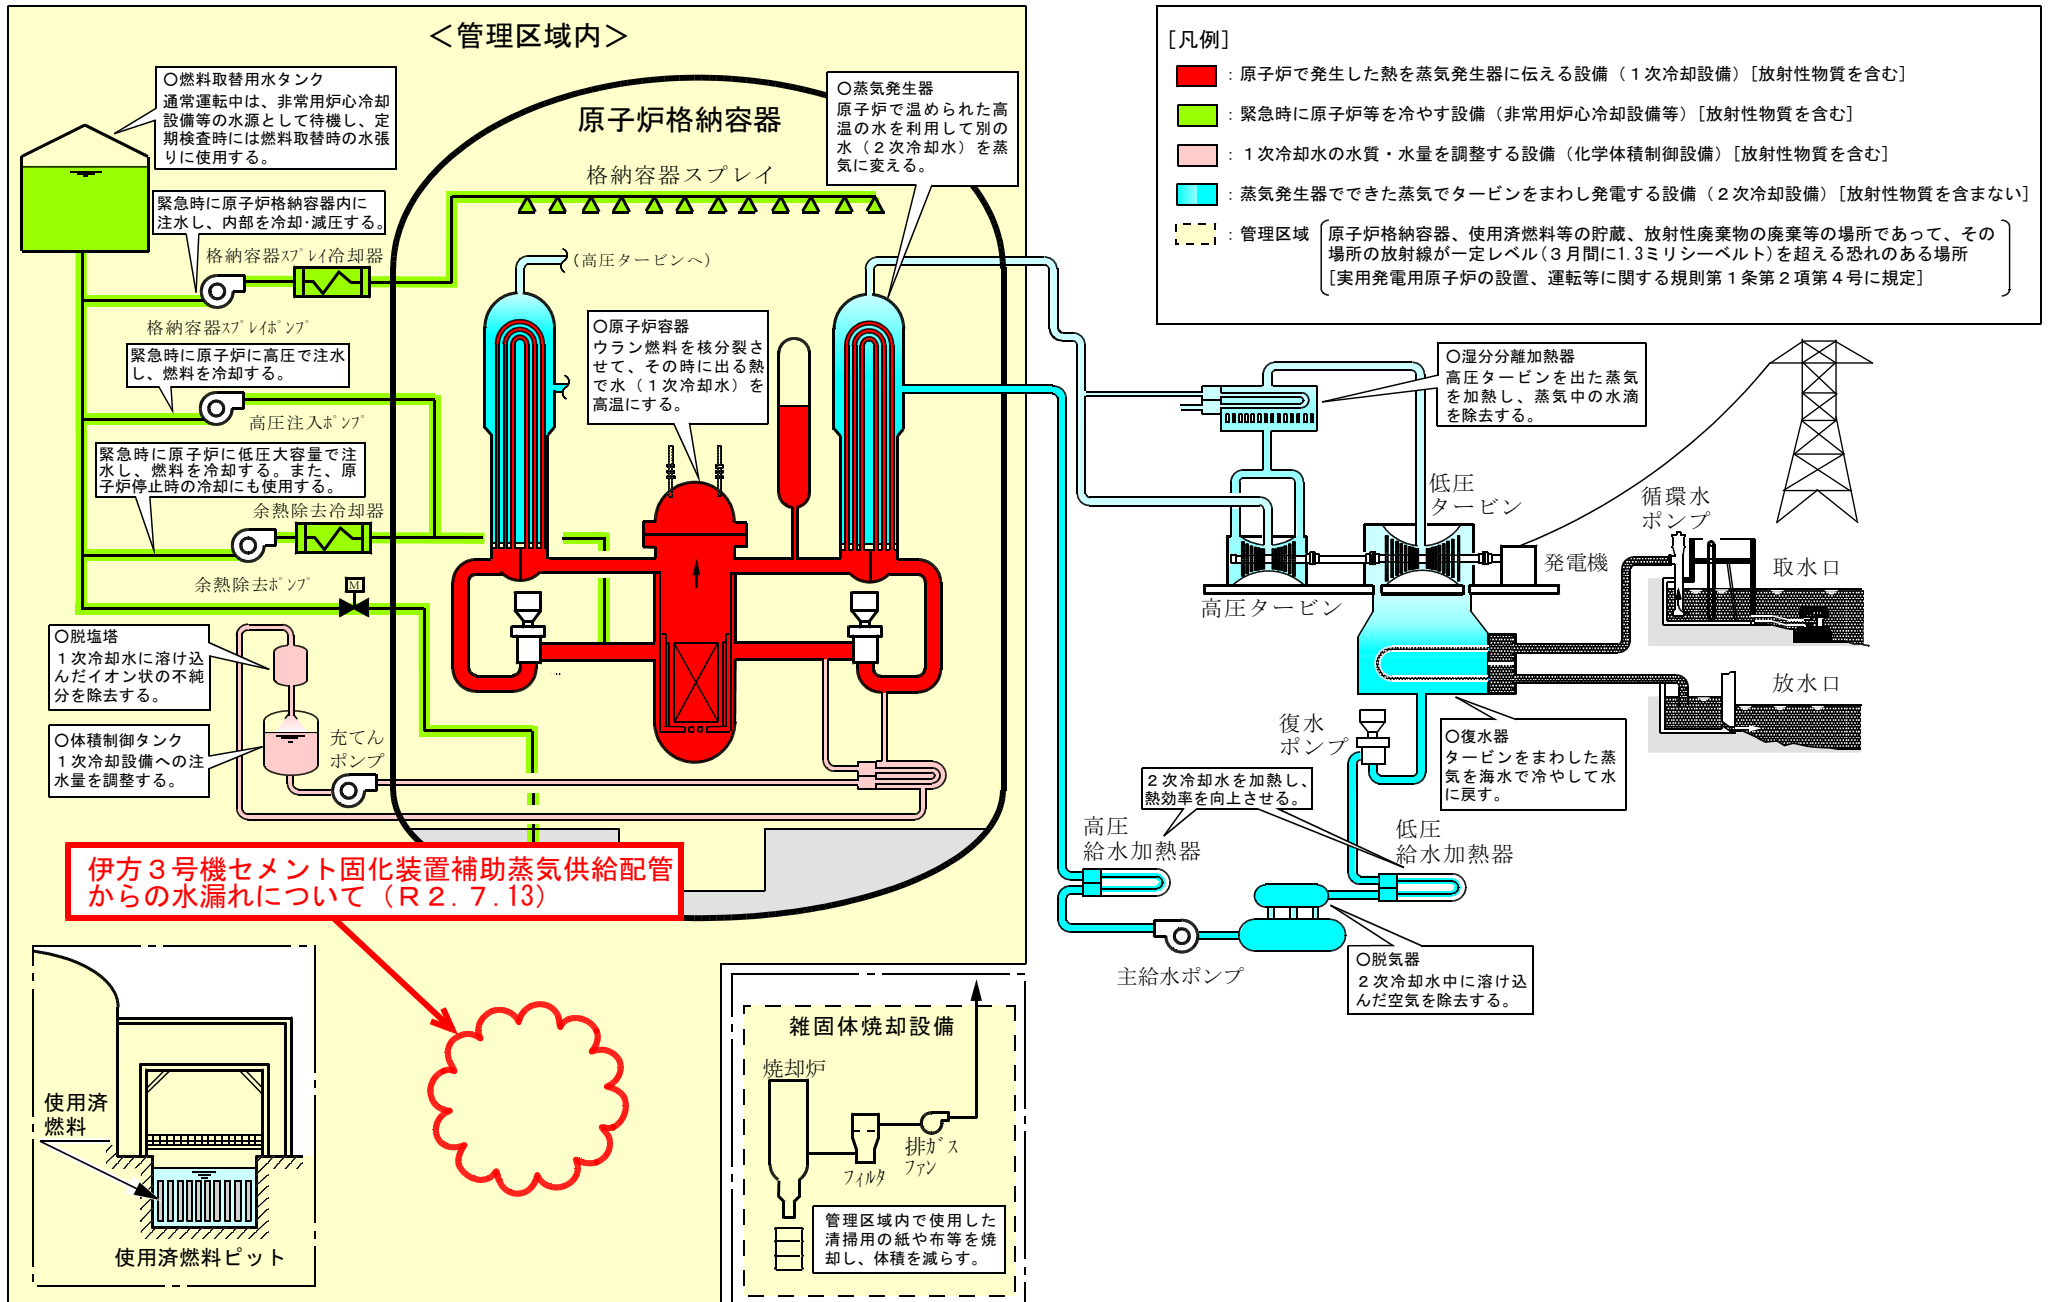 ＜管理区域内＞
○燃料取替用水タンク
通常運転中は、非常用炉心冷却
設備等の水源として待機し、定
期検査時には燃料取替時の水張
りに使用する。
緊急時に原子炉格納容器内に
注水し、内部を冷却･減圧する。
格納容器ｽﾌﾟﾚｲ冷却器
格納容器ｽﾌﾟﾚｲﾎﾟﾝﾌﾟ
緊急時に原子炉に高圧で注水
し、燃料を冷却する。
高圧注入ﾎﾟﾝﾌﾟ
緊急時に原子炉に低圧大容量で注
水し、燃料を冷却する。また、原
子炉停止時の冷却にも使用する。
余熱除去冷却器
余熱除去ﾎﾟﾝﾌﾟ
M
○脱塩塔
１次冷却水に溶け込
んだイオン状の不純
分を除去する。
○体積制御タンク
１次冷却設備への注
水量を調整する。
充てん
ポンプ
原子炉格納容器
格納容器スプレイ
○蒸気発生器
原子炉で温められた高
温の水を利用して別の
水（２次冷却水）を蒸
気に変える。
（高圧タービンへ）
○原子炉容器
ウラン燃料を核分裂さ
せて、その時に出る熱
で水（１次冷却水）を
高温にする。
伊方３号機セメント固化装置補助蒸気供給配管
からの水漏れについて（Ｒ２．７．13）
使用済
燃料
使用済燃料ピット
雑固体焼却設備
焼却炉
ﾌｨﾙﾀ
排ｶﾞｽ
ﾌｧﾝ
管理区域内で使用した
清掃用の紙や布等を焼
却し、体積を減らす。
［凡例］
：原子炉で発生した熱を蒸気発生器に伝える設備（１次冷却設備）［放射性物質を含む］
：緊急時に原子炉等を冷やす設備（非常用炉心冷却設備等）［放射性物質を含む］
：１次冷却水の水質・水量を調整する設備（化学体積制御設備）［放射性物質を含む］
：蒸気発生器でできた蒸気でタービンをまわし発電する設備（２次冷却設備）［放射性物質を含まない］
：管理区域 原子炉格納容器、使用済燃料等の貯蔵、放射性廃棄物の廃棄等の場所であって、その
場所の放射線が一定レベル(３月間に1.3ミリシーベルト)を超える恐れのある場所
［実用発電用原子炉の設置、運転等に関する規則第１条第２項第４号に規定］
○湿分分離加熱器
高圧タービンを出た蒸気
を加熱し、蒸気中の水滴
を除去する。
低圧
タービン
高圧タービン
発電機
循環水
ポンプ
取水口
放水口
復水
ポンプ
○復水器
タービンをまわした蒸
気を海水で冷やして水
に戻す。
２次冷却水を加熱し、
熱効率を向上させる。
高圧
給水加熱器
低圧
給水加熱器
主給水ポンプ
○脱気器
２次冷却水中に溶け込
んだ空気を除去する。